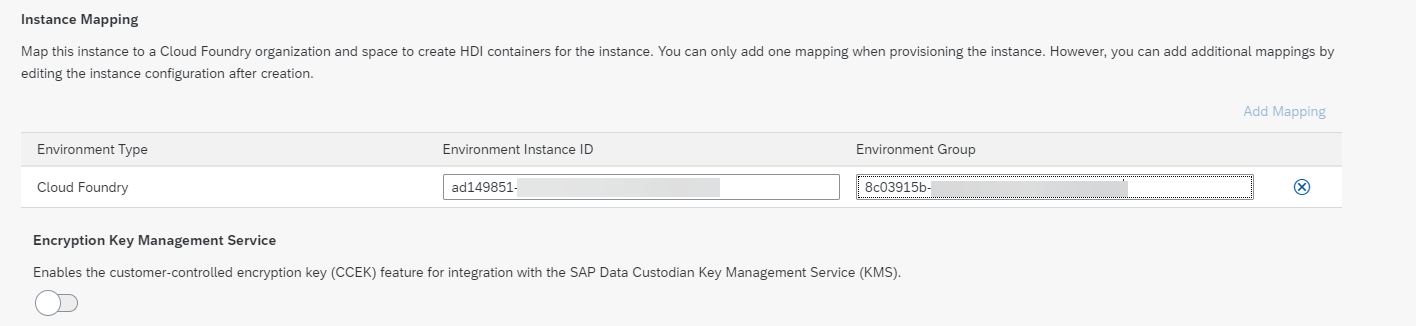 Instance Mapping
Map this instance to a Cloud Foundry organization and space to create HDI containers for the instance. You can only add one mapping when provisioning the instance. However, you can add additional mappings by
editing the instance configuration after creation.
Add Mapping
Environment Type Environment Instance ID Environment Group
Cloud Foundry ad149851- 8c03915b-
Encryption Key Management Service
Enables the customer-controlled encryption key (CCEK) feature for integration with the SAP Data Custodian Key Management Service (KMS).